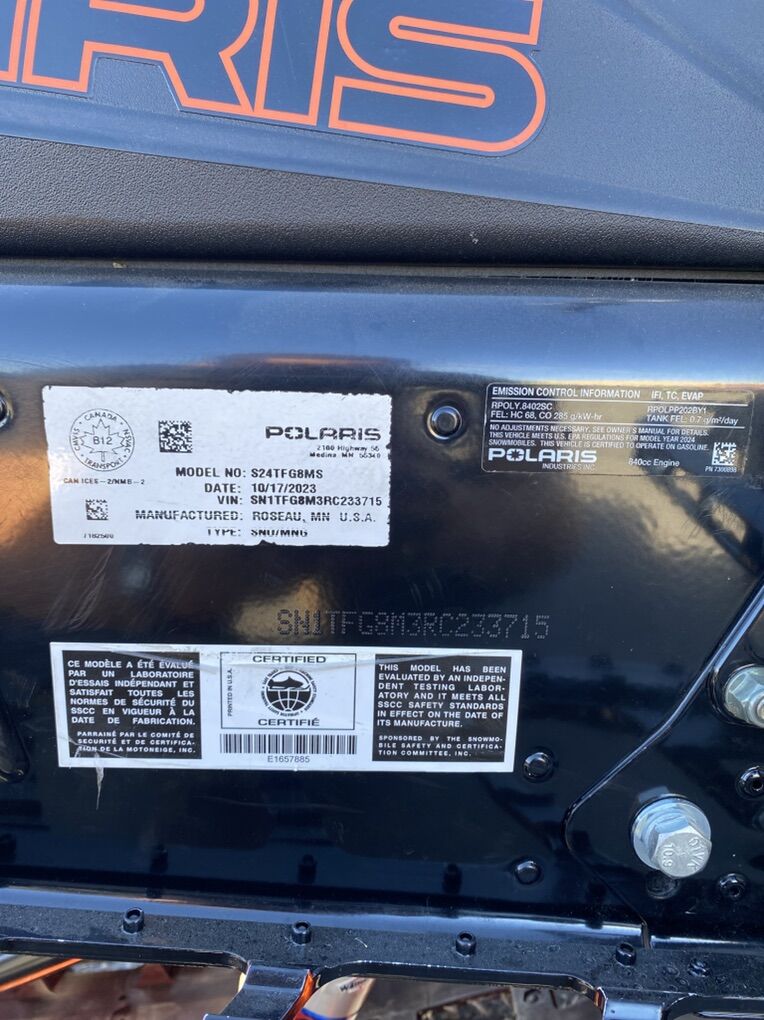 RIS
CANADA
B12
TRANSPORT
CAN ICES-2/NMB-2
7182500
POLARIS
2100 Highway 55
Medina, MN 55340
MODEL NO: S24TFG8MS
DATE: 10/17/2023
VIN: SN1TFG8M3RC233715
MANUFACTURED: ROSEAU, MN U.S.A.
TYPE: SNO/MNG
EMISSION CONTROL INFORMATION IFI, TC, EVAP
RPOLY.8402SC RPOLPP202BY1
FEL: HC 68, CO 285 g/kW-hr TANK FEL: 0.7 g/m²/day
NO ADJUSTMENTS NECESSARY, SEE OWNER'S MANUAL FOR MORE INFO.
THIS VEHICLE MEETS U.S. EPA REGULATIONS FOR MODEL YEAR 2024
SNOWMOBILES. THIS VEHICLE IS CERTIFIED TO OPERATE ON GASOLINE.
POLARIS
INDUSTRIES INC. 840cc Engine
PN 7300898
SN1TFG8M3RC233715
CE MODÈLE A ÉTÉ ÉVALUÉ
PAR UN LABORATOIRE
D'ESSAIS INDÉPENDANT ET
SATISFAIT TOUTES LES
NORMES DE SÉCURITÉ DU
SSCC EN VIGUEUR À LA
DATE DE FABRICATION.
PARRAINÉ PAR LE COMITÉ DE
SÉCURITÉ ET DE CERTIFICA-
TION DE LA MOTONEIGE, INC.
CERTIFIED
PRINTED IN U.S.A.
CERTIFIÉ
E1657885
THIS MODEL HAS BEEN
EVALUATED BY AN INDEPEN-
DENT TESTING LABOR-
ATORY AND IT MEETS ALL
SSCC SAFETY STANDARDS
IN EFFECT ON THE DATE OF
ITS MANUFACTURE.
SPONSORED BY THE SNOWMO-
BILE SAFETY AND CERTIFICA-
TION COMMITTEE, INC.
10.9